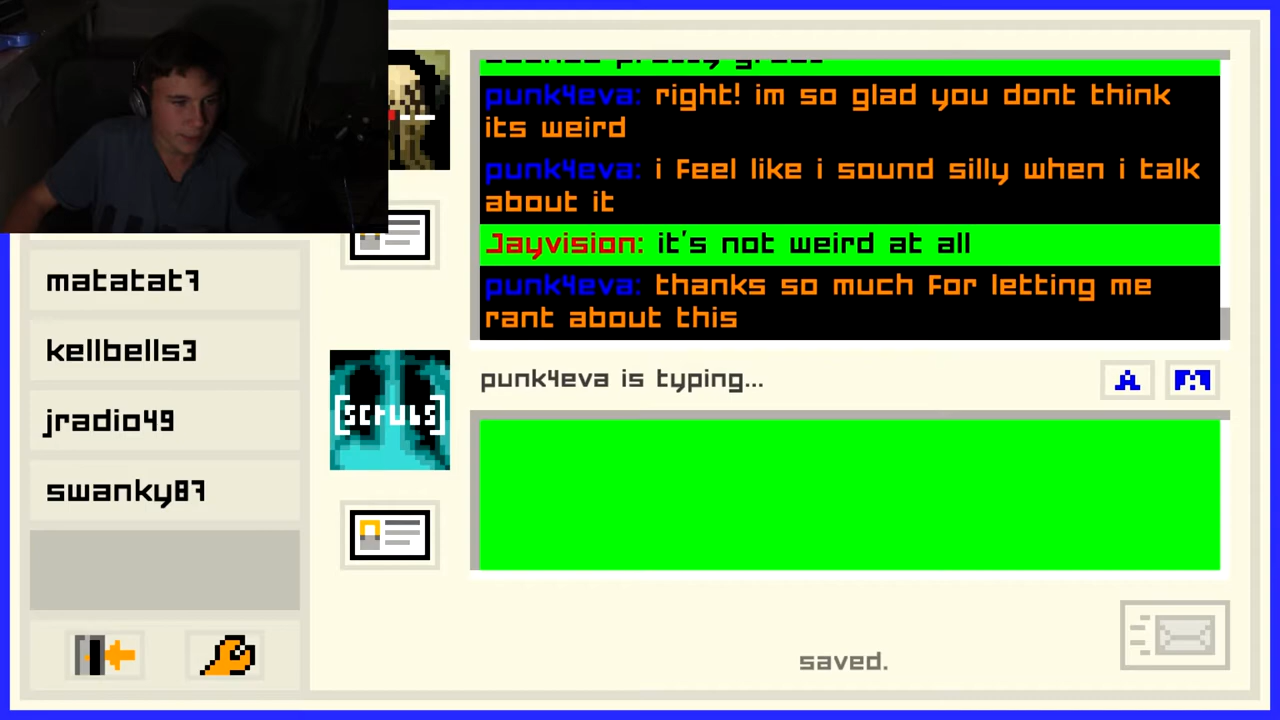 punk4eva: right! im so glad you dont think
its weird
punk4eva: i feel like i sound silly when i talk
about it
Jayvision: it's not weird at all
punk4eva: thanks so much for letting me
rant about this
punk4eva is typing...
matatat7
kellbells3
jradio49
swanky87
[scrubs]
saved.